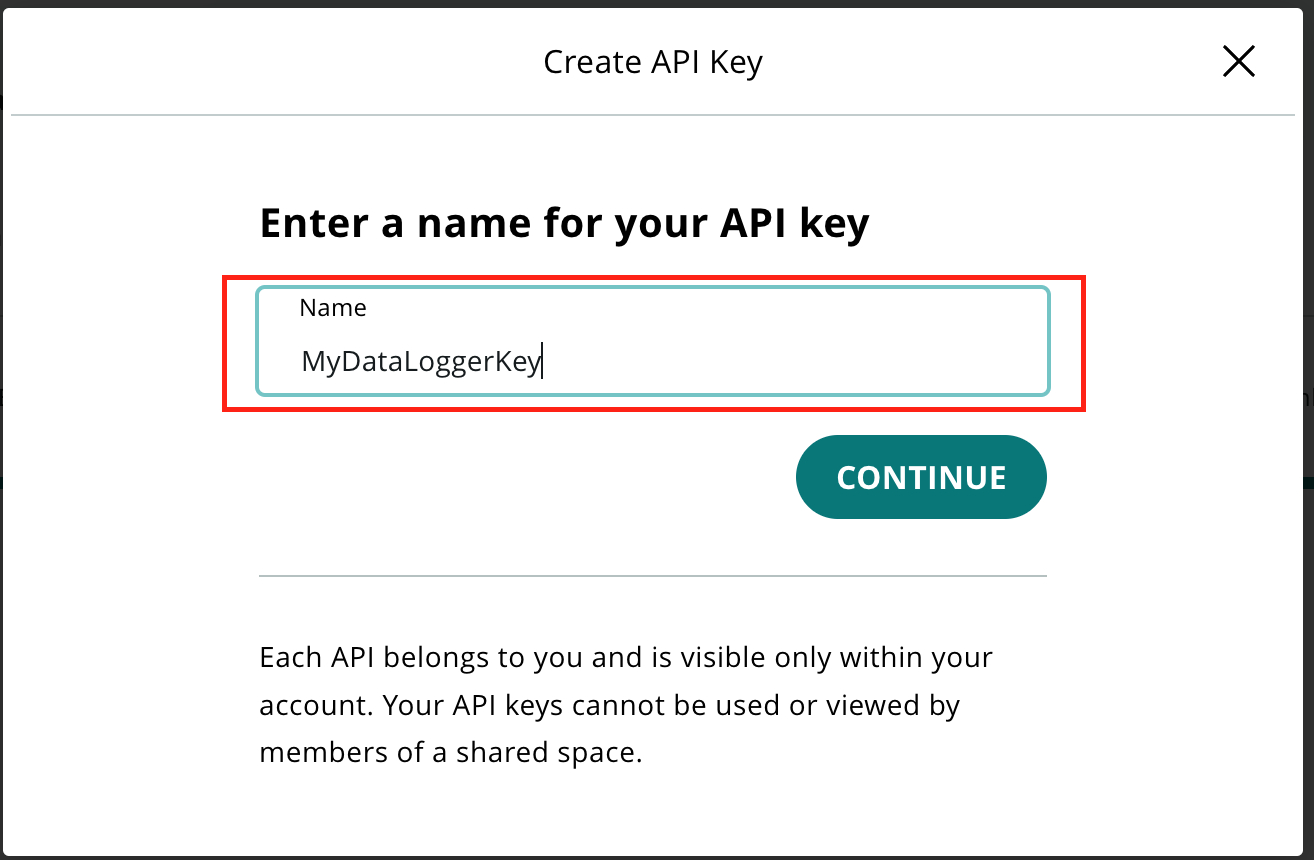 Create API Key
Enter a name for your API key
Name
MyDataLoggerKey
CONTINUE
Each API belongs to you and is visible only within your
account. Your API keys cannot be used or viewed by
members of a shared space.